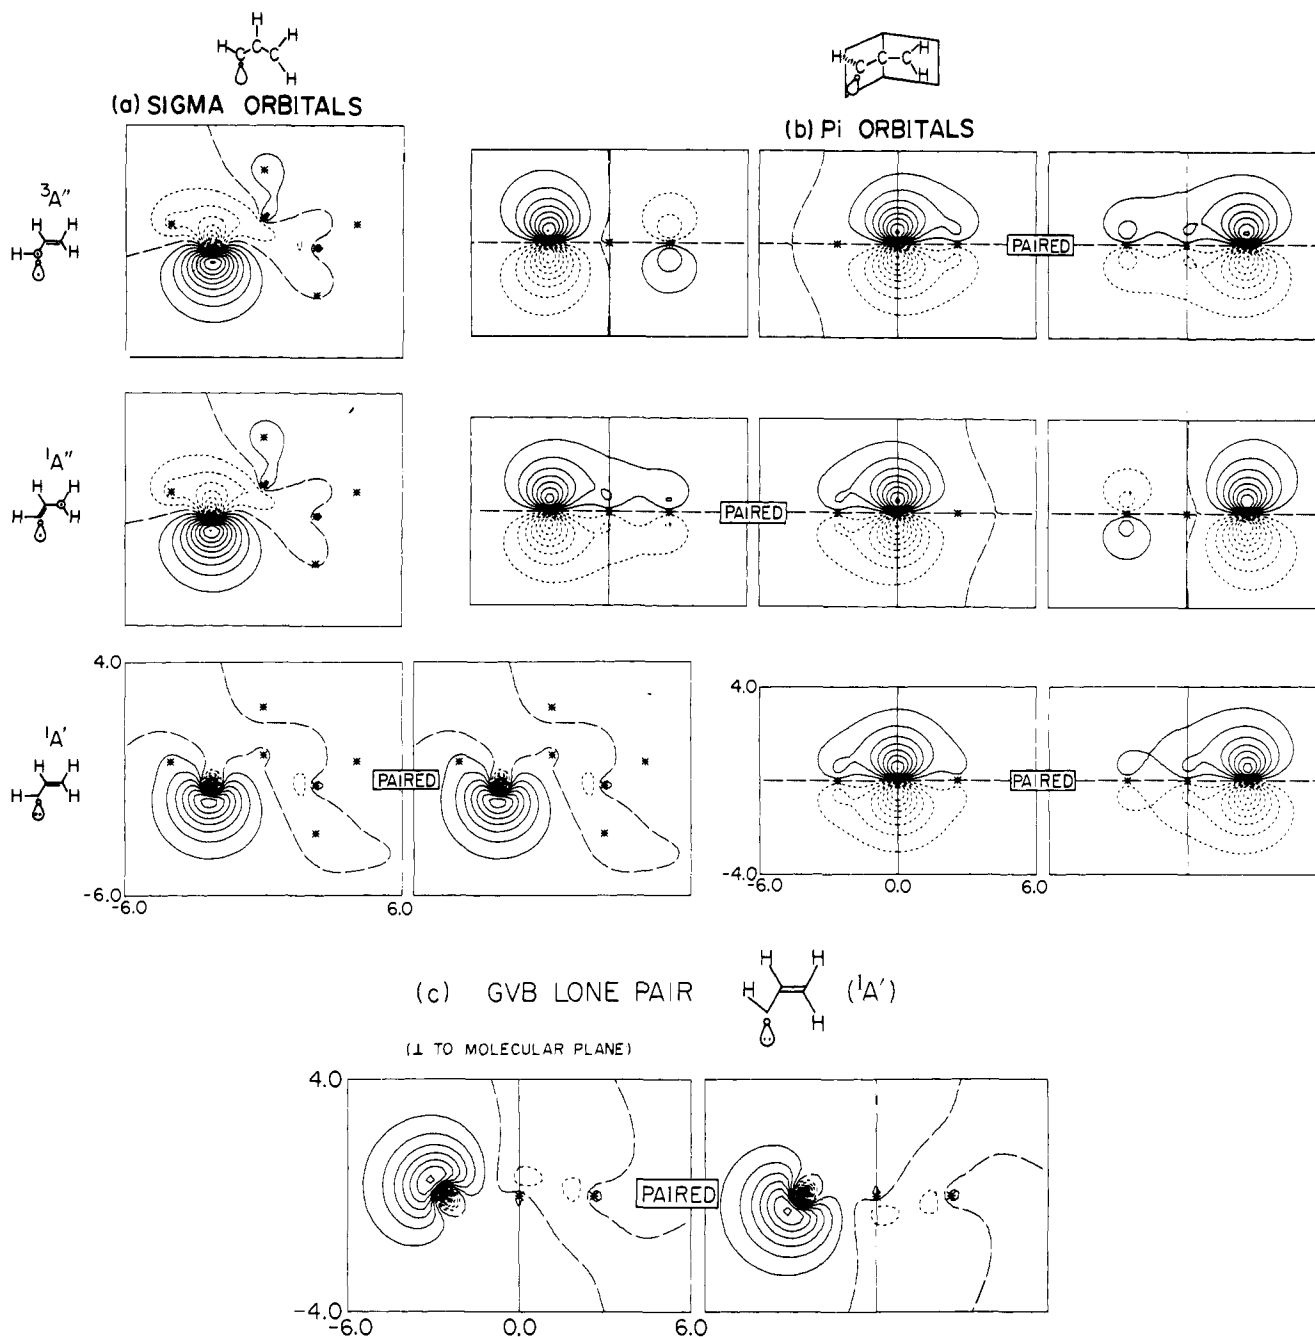 H
H C C C H
H
(a) SIGMA ORBITALS
H C C C H
H
(b) Pi ORBITALS
³A″
H H
H H
PAIRED
¹A″
H H
H H
PAIRED
4.0
4.0
¹A′
H H
H H
PAIRED
PAIRED
-6.0
-6.0 6.0
-4.0
-6.0 0.0 6.0
(c) GVB LONE PAIR
H H
H
H
(¹A′)
(⊥ TO MOLECULAR PLANE)
4.0
PAIRED
-4.0
-6.0 0.0 6.0